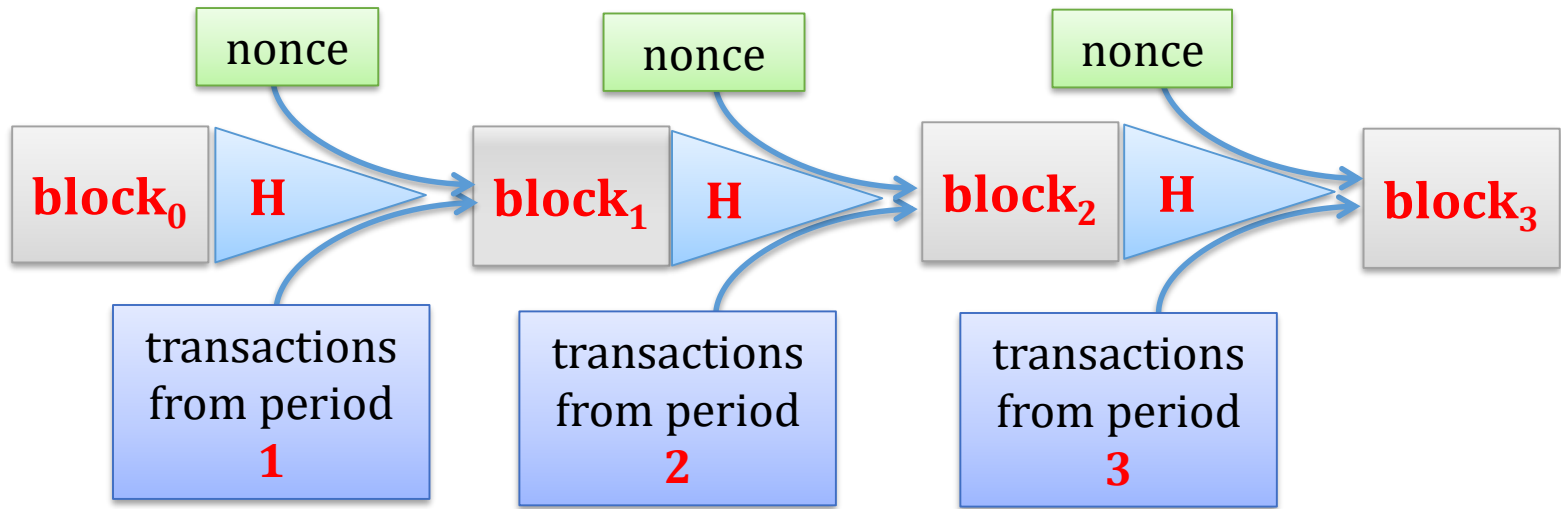 nonce
nonce
nonce
block₀
H
block₁
H
block₂
H
block₃
transactions
from period
1
transactions
from period
2
transactions
from period
3